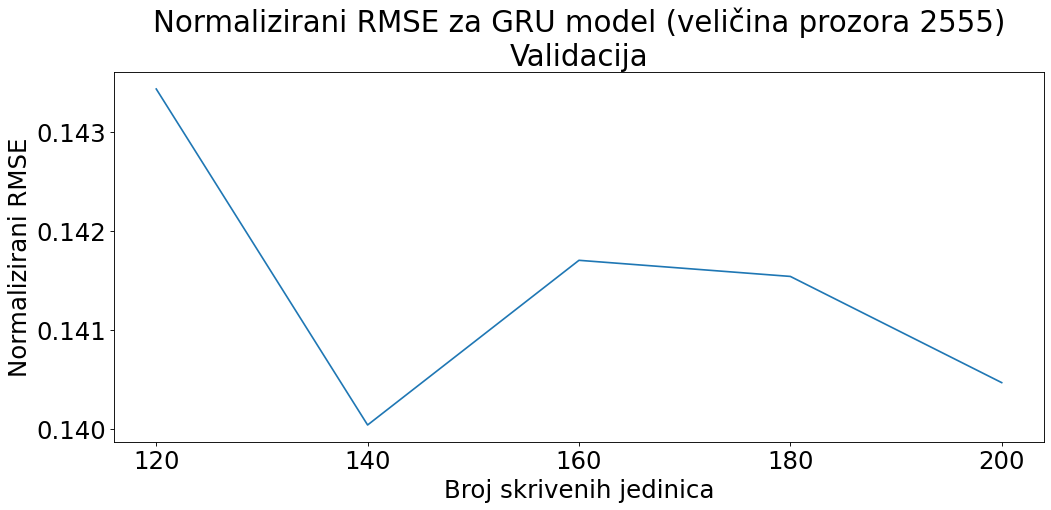 Normalizirani RMSE za GRU model (veličina prozora 2555)
Validacija
Normalizirani RMSE
0.143
0.142
0.141
0.140
120 140 160 180 200
Broj skrivenih jedinica